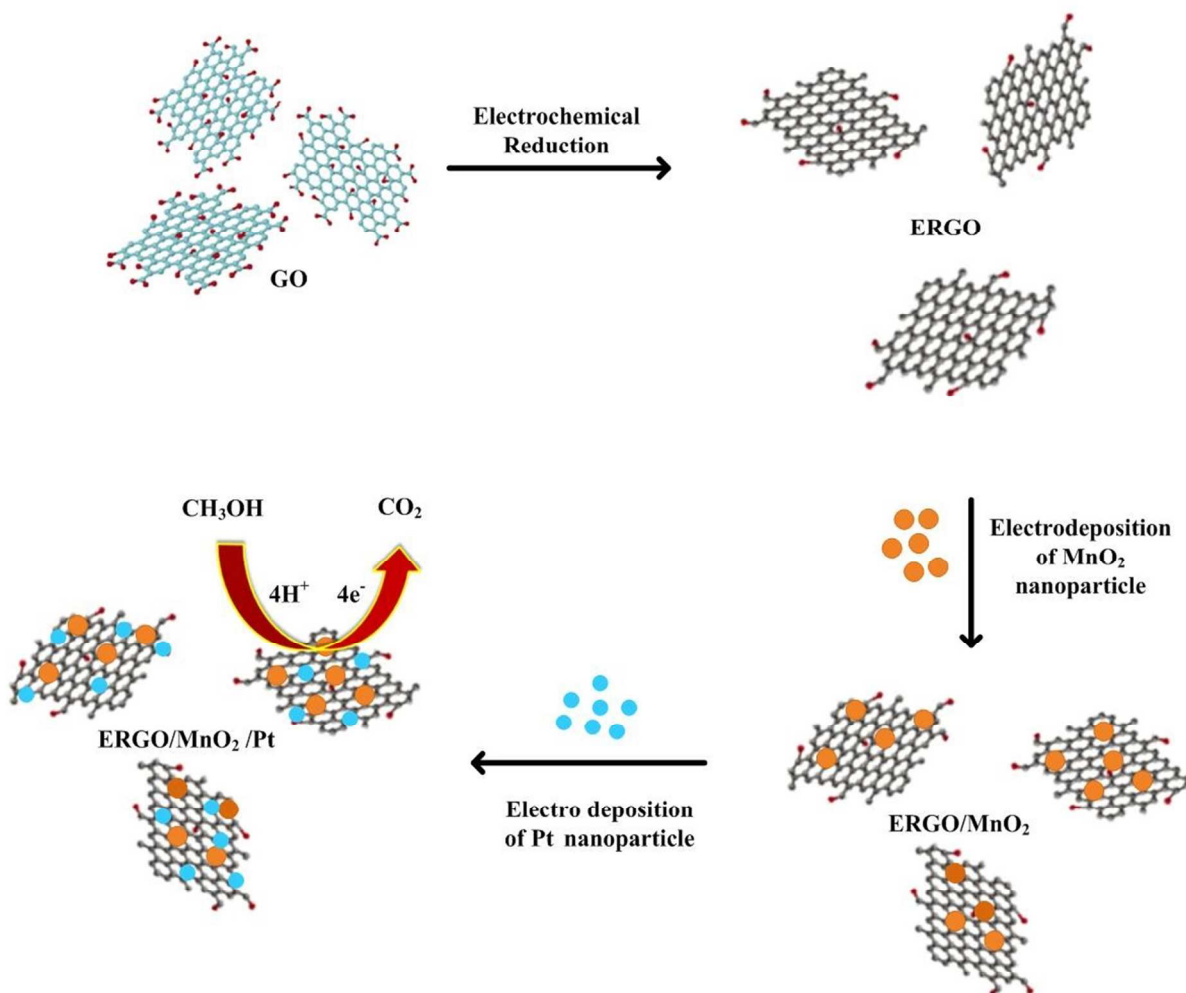 Electrochemical
Reduction
GO
ERGO
Electrodeposition
of MnO₂
nanoparticle
ERGO/MnO₂
Electro deposition
of Pt nanoparticle
CH₃OH
CO₂
4H⁺
4e⁻
ERGO/MnO₂ /Pt